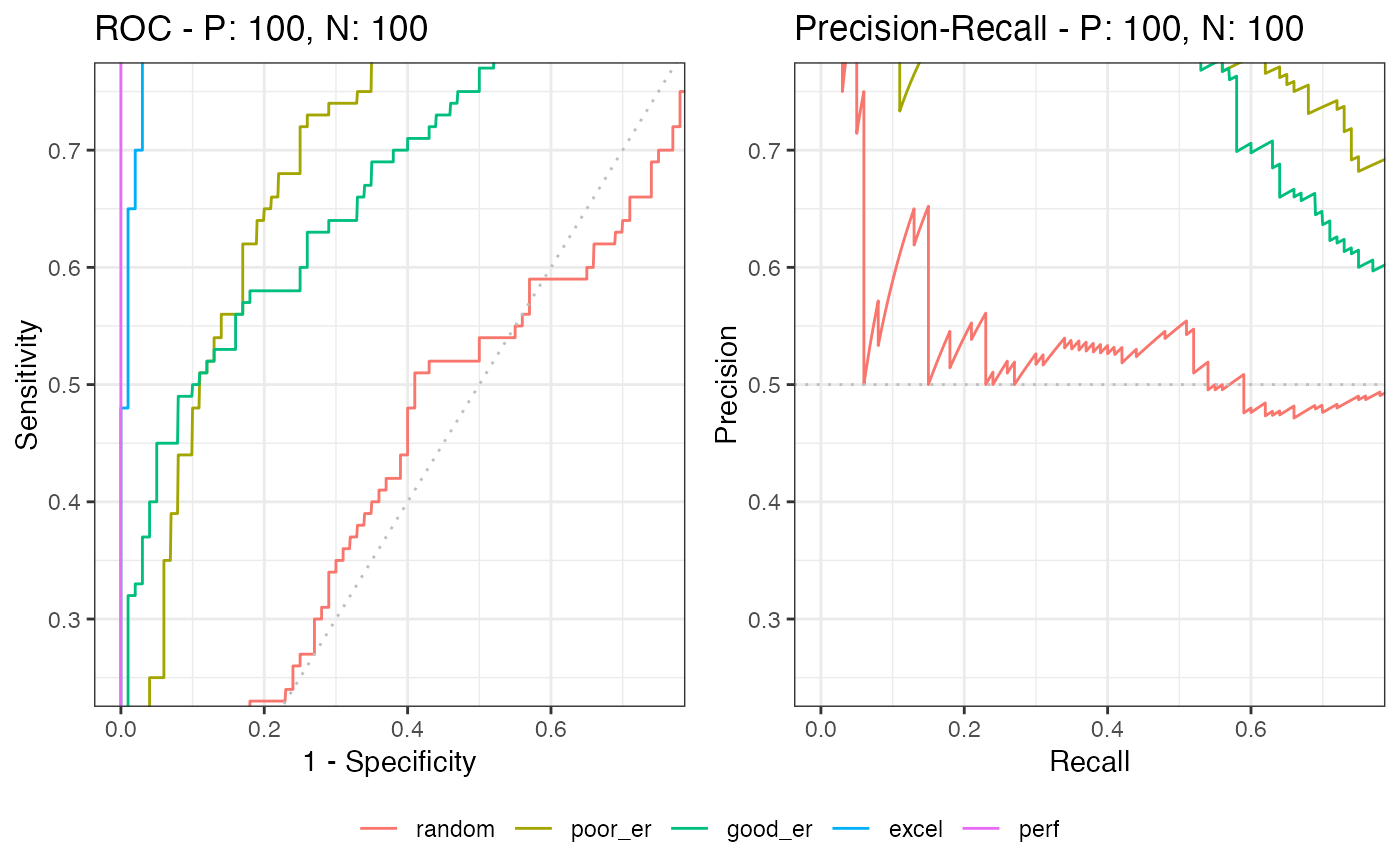 ROC - P: 100, N: 100
Sensitivity
0.7
0.6
0.5
0.4
0.3
0.0 0.2 0.4 0.6
1 - Specificity
Precision-Recall - P: 100, N: 100
Precision
0.7
0.6
0.5
0.4
0.3
0.0 0.2 0.4 0.6
Recall
random poor_er good_er excel perf